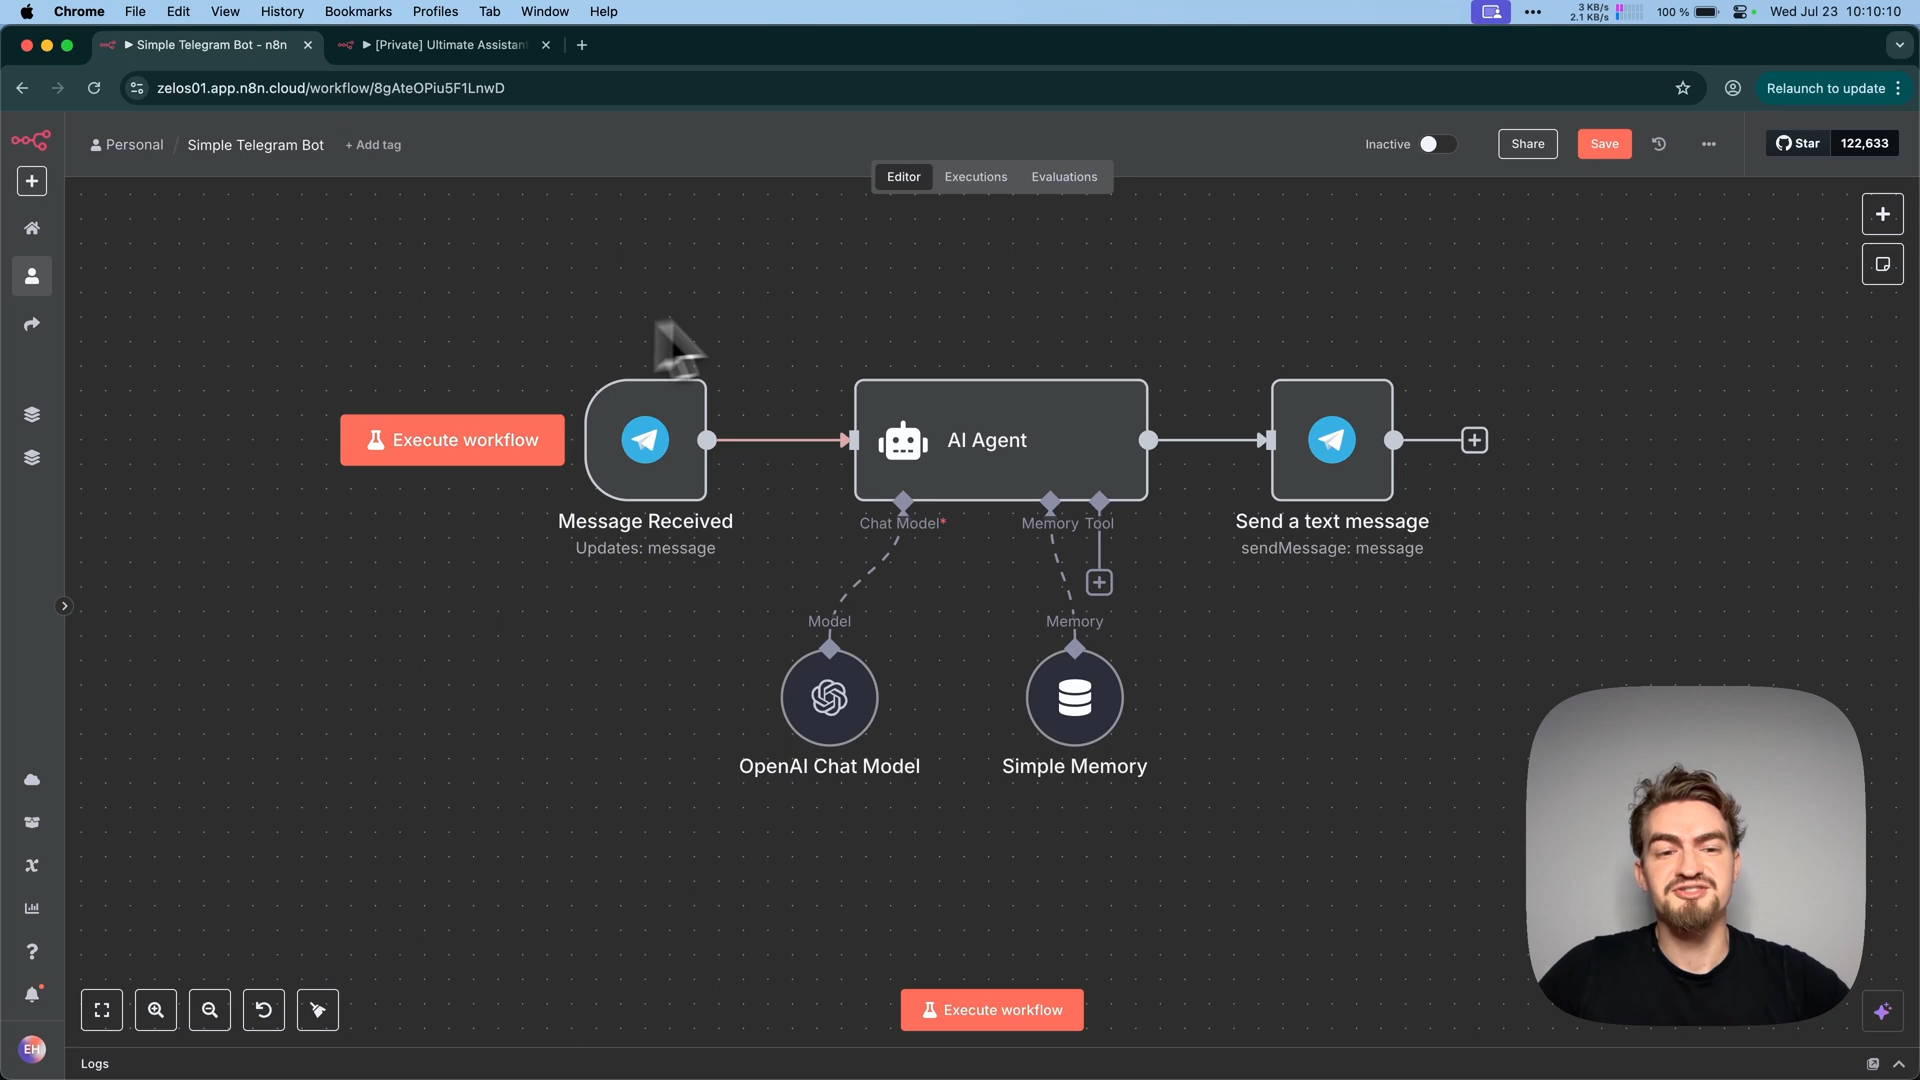 Chrome File Edit View History Bookmarks Profiles Tab Window Help
3 KB/s
2.1 KB/s
100 %
Wed Jul 23 10:10:10
Simple Telegram Bot - n8n
[Private] Ultimate Assistan
zelos01.app.n8n.cloud/workflow/8gAteOPiu5F1LnwD
Relaunch to update
Personal / Simple Telegram Bot + Add tag
Inactive
Share
Save
Star 122,633
Editor Executions Evaluations
Execute workflow
AI Agent
Message Received
Updates: message
Chat Model*
Memory
Tool
Send a text message
sendMessage: message
Model
Memory
OpenAI Chat Model
Simple Memory
Execute workflow
EH
Logs